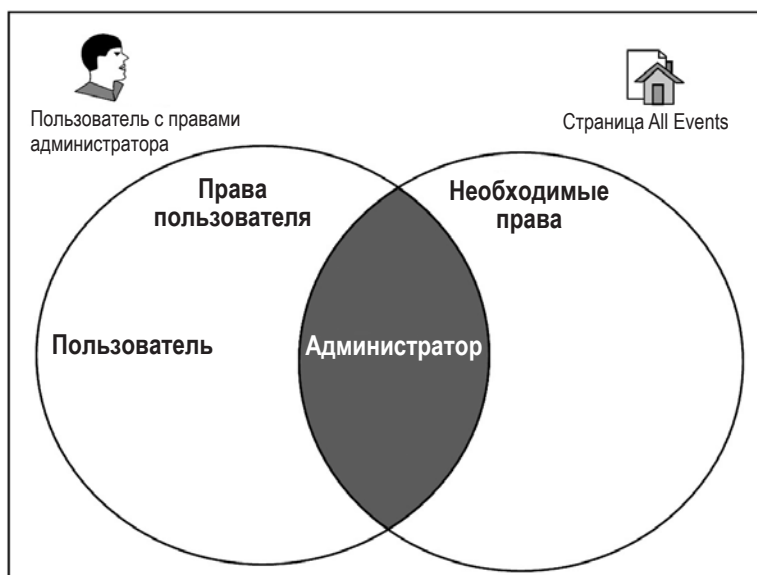 Пользователь с правами
администратора
Страница All Events
Права
пользователя
Необходимые
права
Пользователь
Администратор